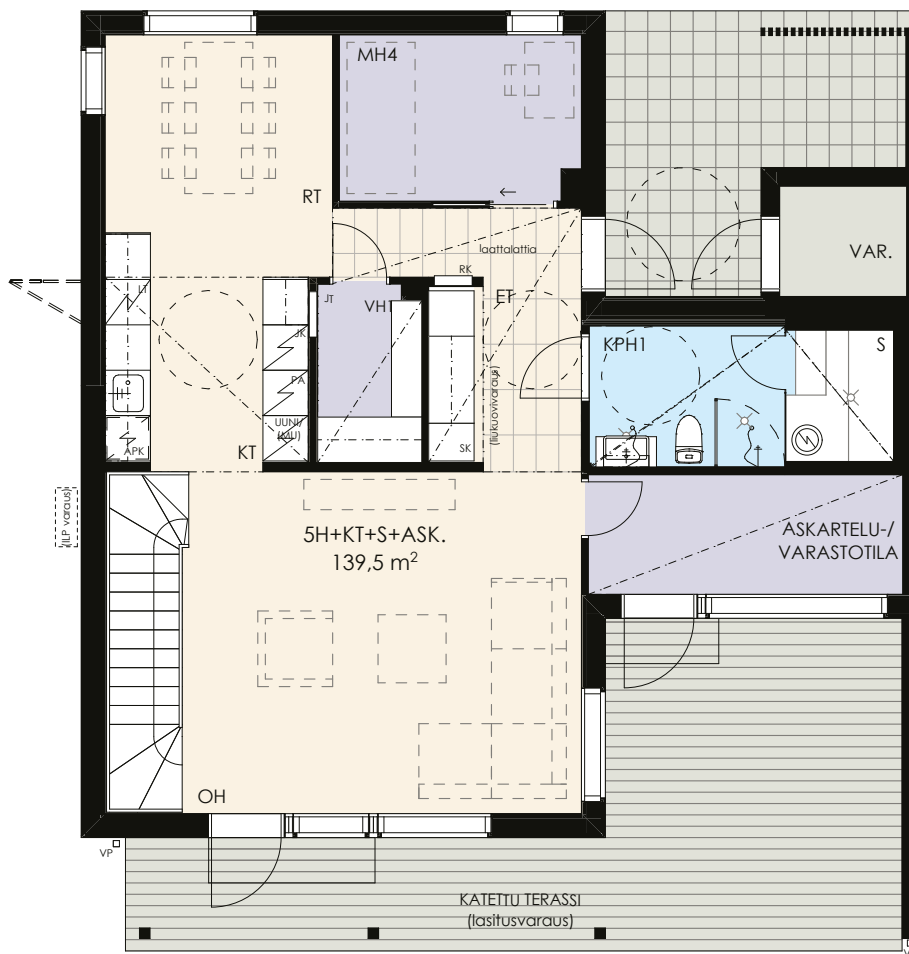 MH4
RT
VAR.
laattalattia
RK
ET
LT
JT
VH1
KPH1
S
JK
PA
UUNI/
(MU)
(liukuovivaraus)
APK
KT
SK
(ILP varaus)
5H+KT+S+ASK.
139,5 m²
ASKARTELU-/
VARASTOTILA
OH
VP
KATETTU TERASSI
(lasitusvaraus)